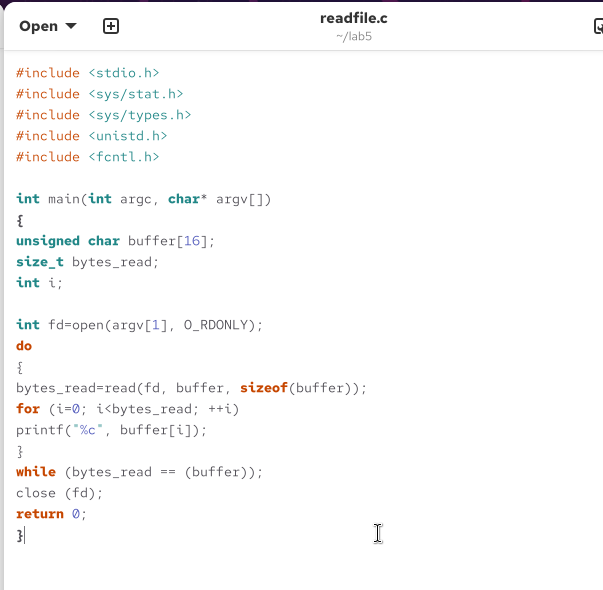 Open
readfile.c
~/lab5
#include <stdio.h>
#include <sys/stat.h>
#include <sys/types.h>
#include <unistd.h>
#include <fcntl.h>
int main(int argc, char* argv[])
{
unsigned char buffer[16];
size_t bytes_read;
int i;
int fd=open(argv[1], O_RDONLY);
do
{
bytes_read=read(fd, buffer, sizeof(buffer));
for (i=0; i<bytes_read; ++i)
printf("%c", buffer[i]);
}
while (bytes_read == (buffer));
close (fd);
return 0;
}